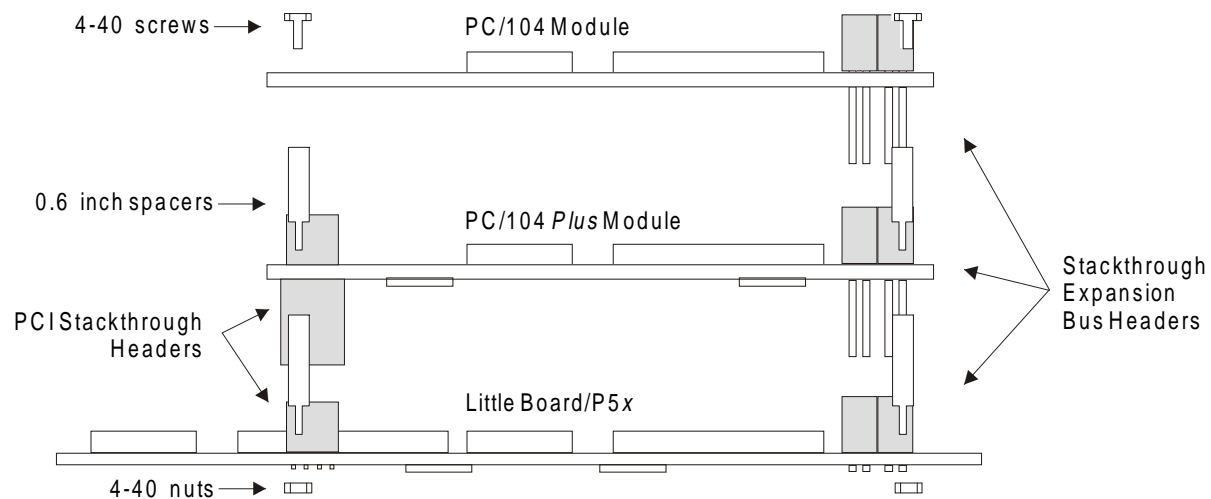 4-40 screws
PC/104 Module
0.6 inch spacers
PC/104 Plus Module
Stackthrough
Expansion
Bus Headers
PCI Stackthrough
Headers
Little Board/P5x
4-40 nuts